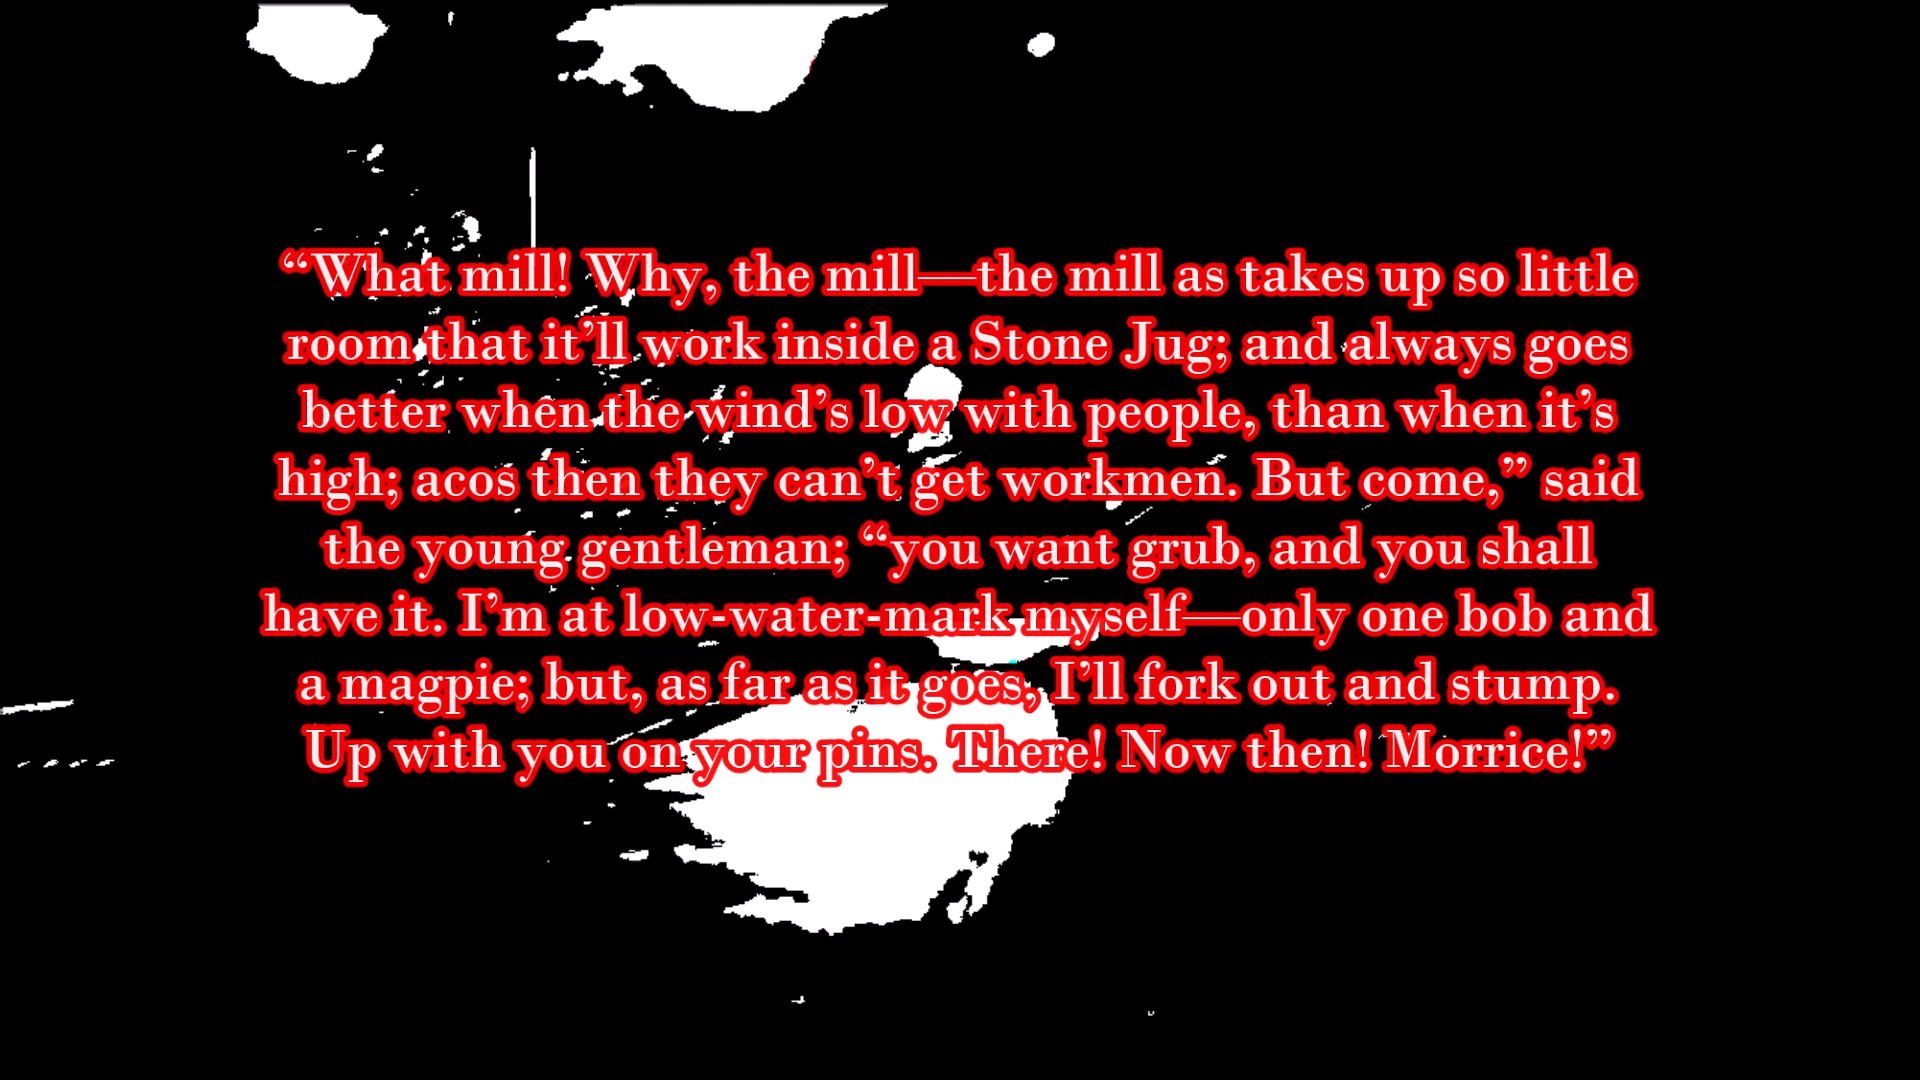 “What mill! Why, the mill—the mill as takes up so little
room that it’ll work inside a Stone Jug; and always goes
better when the wind’s low with people, than when it’s
high; acos then they can’t get workmen. But come,” said
the young gentleman; “you want grub, and you shall
have it. I’m at low-water-mark myself—only one bob and
a magpie; but, as far as it goes, I’ll fork out and stump.
Up with you on your pins. There! Now then! Morrice!”